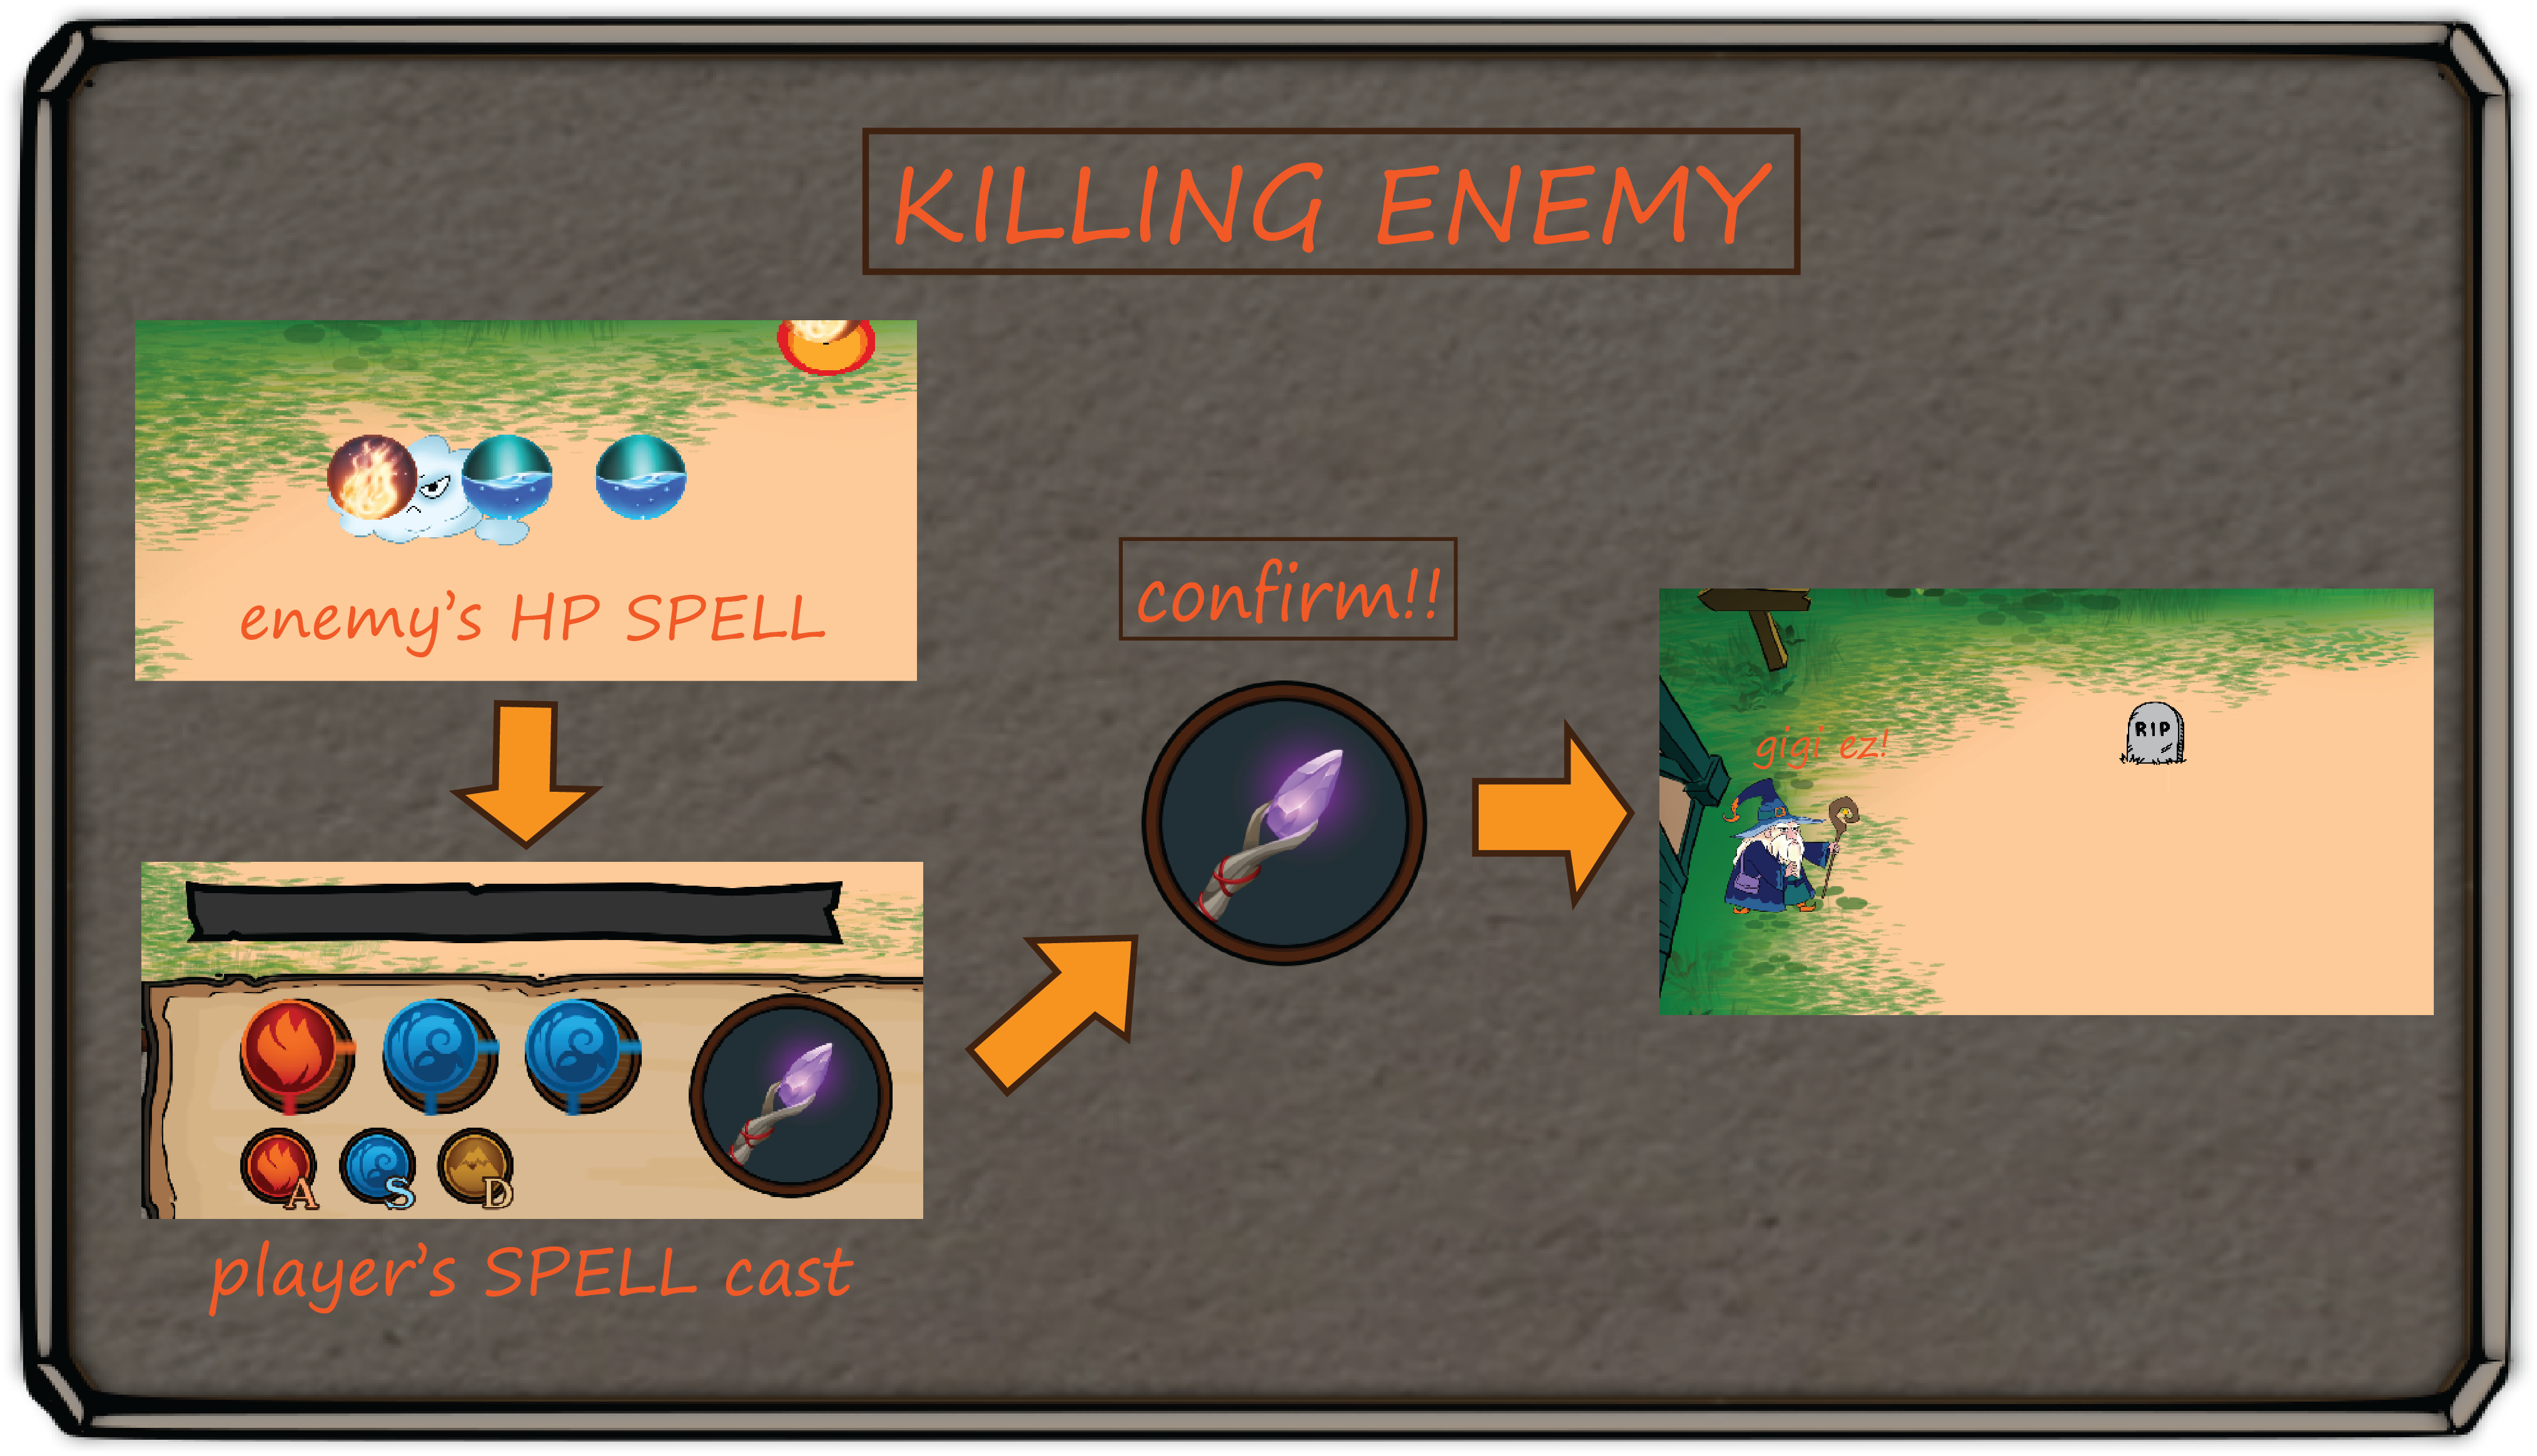 KILLING ENEMY
enemy's HP SPELL
A S D
player's SPELL cast
confirm!!
gigi ez!
RIP